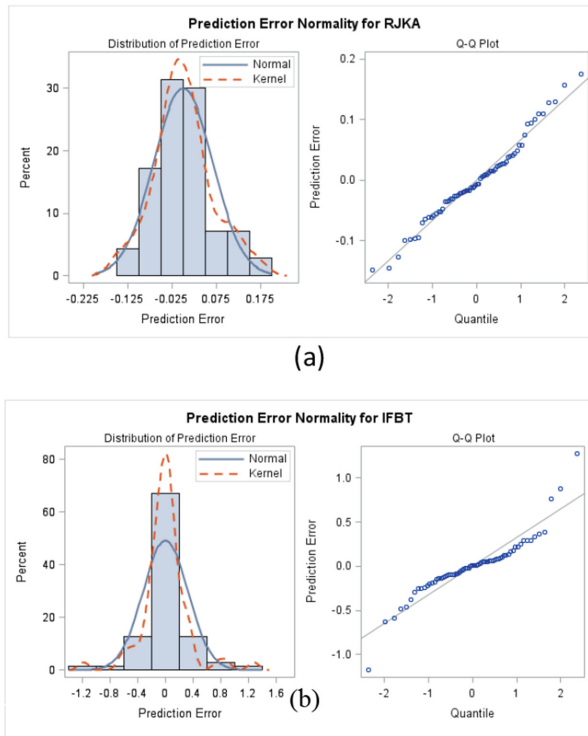 Prediction Error Normality for RJKA
Distribution of Prediction Error
Normal
Kernel
Percent
30
20
10
0
-0.225 -0.125 -0.025 0.075 0.175
Prediction Error
Q-Q Plot
Prediction Error
0.2
0.1
0.0
-0.1
-2 -1 0 1 2
Quantile
(a)
Prediction Error Normality for IFBT
Distribution of Prediction Error
Normal
Kernel
Percent
80
60
40
20
0
-1.2 -0.8 -0.4 0 0.4 0.8 1.2 1.6
Prediction Error
Q-Q Plot
Prediction Error
1.0
0.5
0.0
-0.5
-1.0
-2 -1 0 1 2
Quantile
(b)